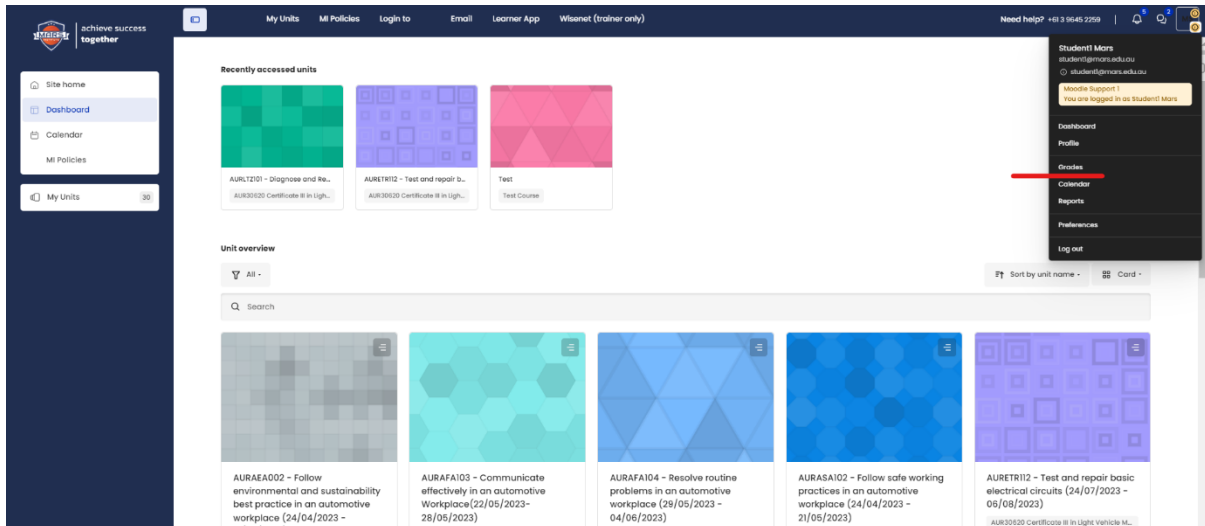 achieve success
together
MARS
My Units
MI Policies
Login to
Email
Learner App
Wisenet (trainer only)
Need help? +61 3 9645 2259
5
2
Site home
Dashboard
Calendar
MI Policies
My Units
30
Student1 Mars
student1@mars.edu.au
student1@mars.edu.au
Moodle Support 1
You are logged in as Student1 Mars
Dashboard
Profile
Grades
Calendar
Reports
Preferences
Log out
Recently accessed units
AURLTZ101 - Diagnose and Re...
AUR30620 Certificate III in Ligh...
AURETR112 - Test and repair b...
AUR30620 Certificate III in Ligh...
Test
Test Course
Unit overview
All
Sort by unit name
Card
Search
AURAEA002 - Follow
environmental and sustainability
best practice in an automotive
workplace (24/04/2023 -
AURAFA103 - Communicate
effectively in an automotive
Workplace(22/05/2023-
28/05/2023)
AURAFA104 - Resolve routine
problems in an automotive
workplace (29/05/2023 -
04/06/2023)
AURASA102 - Follow safe working
practices in an automotive
workplace (24/04/2023 -
21/05/2023)
AURETR112 - Test and repair basic
electrical circuits (24/07/2023 -
06/08/2023)
AUR30620 Certificate III in Light Vehicle M...